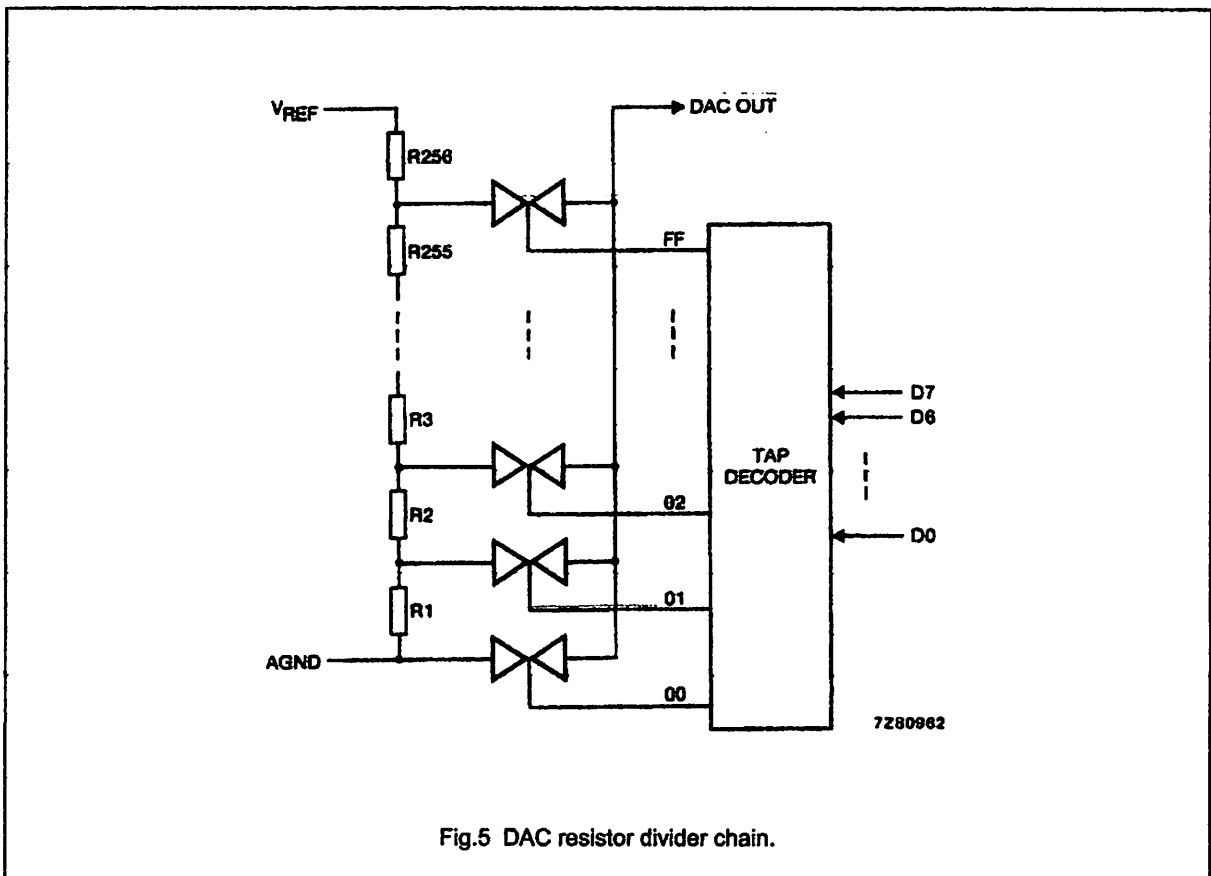 VREF
DAC OUT
R256
R255
FF
D7
D6
R3
TAP
DECODER
02
R2
D0
01
R1
AGND
00
7Z80962
Fig.5 DAC resistor divider chain.